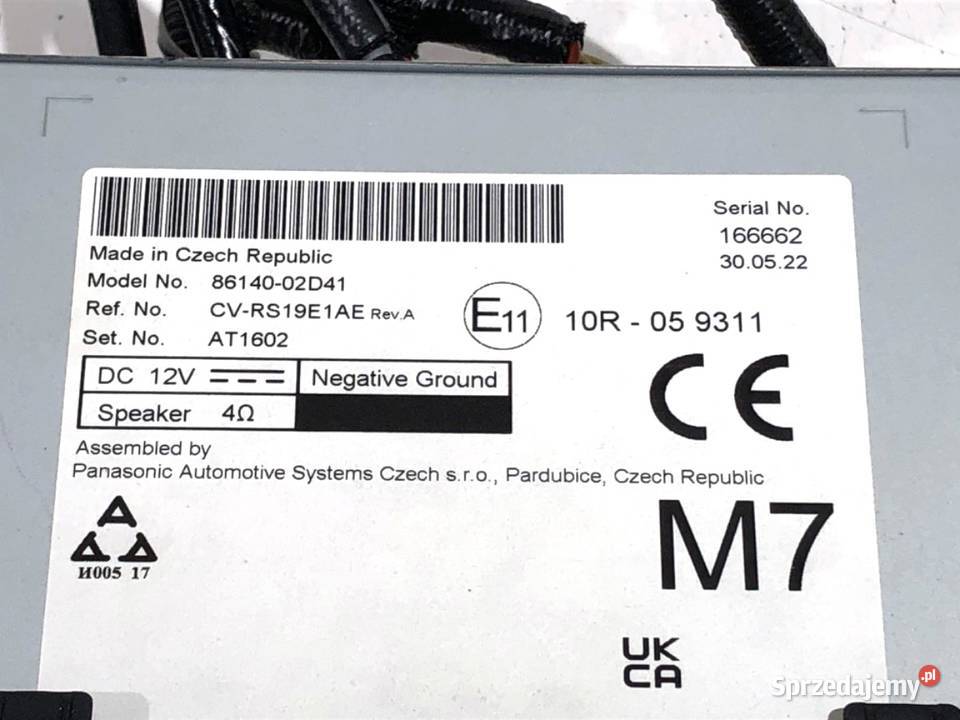 Serial No.
166662
30.05.22
Made in Czech Republic
Model No. 86140-02D41
Ref. No. CV-RS19E1AE Rev.A
Set. No. AT1602
E11 10R - 05 9311
DC 12V Negative Ground
Speaker 4Ω
CE
Assembled by
Panasonic Automotive Systems Czech s.r.o., Pardubice, Czech Republic
И005 17
M7
UK
CA
Sprzedajemy.pl